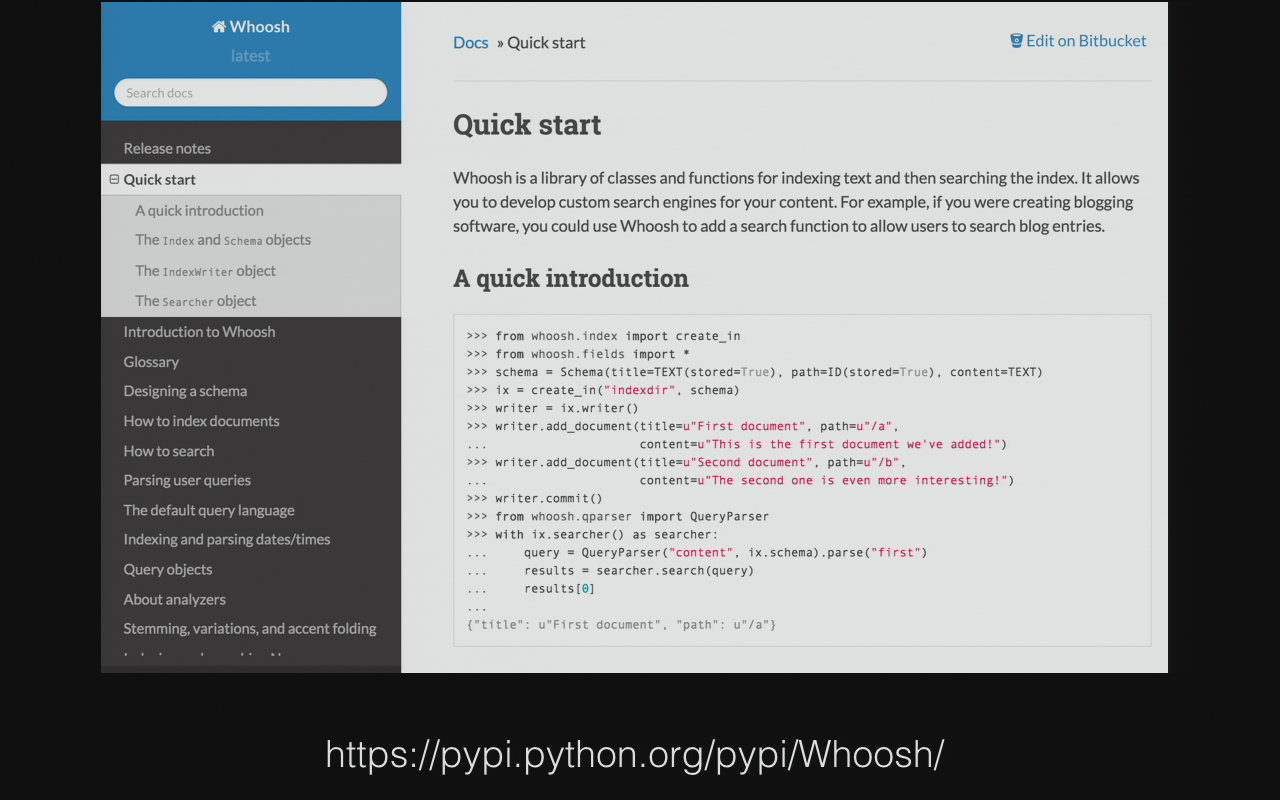 Whoosh
latest
Search docs
Release notes
Quick start
A quick introduction
The Index and Schema objects
The IndexWriter object
The Searcher object
Introduction to Whoosh
Glossary
Designing a schema
How to index documents
How to search
Parsing user queries
The default query language
Indexing and parsing dates/times
Query objects
About analyzers
Stemming, variations, and accent folding
Docs » Quick start
Edit on Bitbucket
Quick start
Whoosh is a library of classes and functions for indexing text and then searching the index. It allows
you to develop custom search engines for your content. For example, if you were creating blogging
software, you could use Whoosh to add a search function to allow users to search blog entries.
A quick introduction
>>> from whoosh.index import create_in
>>> from whoosh.fields import *
>>> schema = Schema(title=TEXT(stored=True), path=ID(stored=True), content=TEXT)
>>> ix = create_in("indexdir", schema)
>>> writer = ix.writer()
>>> writer.add_document(title=u"First document", path=u"/a",
...                     content=u"This is the first document we've added!")
>>> writer.add_document(title=u"Second document", path=u"/b",
...                     content=u"The second one is even more interesting!")
>>> writer.commit()
>>> from whoosh.qparser import QueryParser
>>> with ix.searcher() as searcher:
...     query = QueryParser("content", ix.schema).parse("first")
...     results = searcher.search(query)
...     results[0]
...
{"title": u"First document", "path": u"/a"}
https://pypi.python.org/pypi/Whoosh/